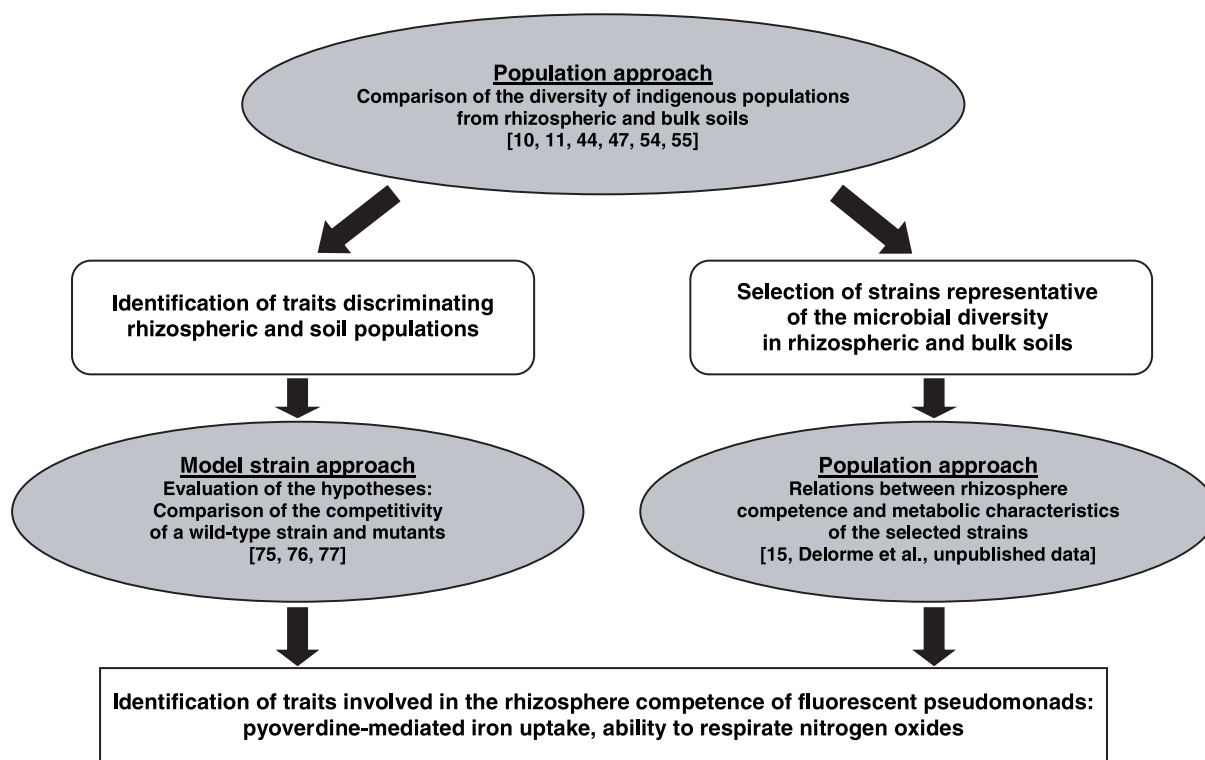 Population approach
Comparison of the diversity of indigenous populations
from rhizospheric and bulk soils
[10, 11, 44, 47, 54, 55]
Identification of traits discriminating
rhizospheric and soil populations
Selection of strains representative
of the microbial diversity
in rhizospheric and bulk soils
Model strain approach
Evaluation of the hypotheses:
Comparison of the competitivity
of a wild-type strain and mutants
[75, 76, 77]
Population approach
Relations between rhizosphere
competence and metabolic characteristics
of the selected strains
[15, Delorme et al., unpublished data]
Identification of traits involved in the rhizosphere competence of fluorescent pseudomonads:
pyoverdine-mediated iron uptake, ability to respirate nitrogen oxides